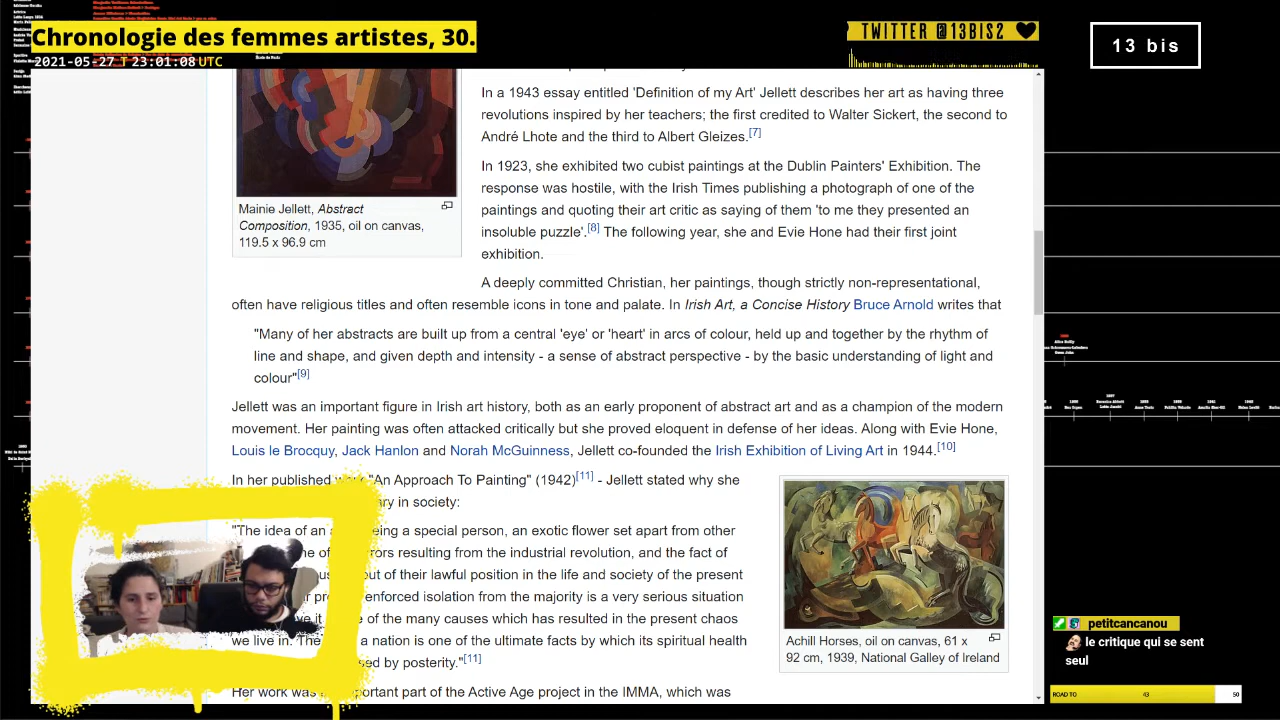 Chronologie des femmes artistes, 30.
2021-05-27 T 23:01:08 UTC
TWITTER @13BIS2
13 bis
In a 1943 essay entitled 'Definition of my Art' Jellett describes her art as having three
revolutions inspired by her teachers; the first credited to Walter Sickert, the second to
André Lhote and the third to Albert Gleizes.[7]
In 1923, she exhibited two cubist paintings at the Dublin Painters' Exhibition. The
response was hostile, with the Irish Times publishing a photograph of one of the
paintings and quoting their art critic as saying of them 'to me they presented an
insoluble puzzle'.[8] The following year, she and Evie Hone had their first joint
exhibition.
Mainie Jellett, Abstract
Composition, 1935, oil on canvas,
119.5 x 96.9 cm
A deeply committed Christian, her paintings, though strictly non-representational,
often have religious titles and often resemble icons in tone and palate. In Irish Art, a Concise History Bruce Arnold writes that
"Many of her abstracts are built up from a central 'eye' or 'heart' in arcs of colour, held up and together by the rhythm of
line and shape, and given depth and intensity - a sense of abstract perspective - by the basic understanding of light and
colour"[9]
Jellett was an important figure in Irish art history, both as an early proponent of abstract art and as a champion of the modern
movement. Her painting was often attacked critically but she proved eloquent in defense of her ideas. Along with Evie Hone,
Louis le Brocquy, Jack Hanlon and Norah McGuinness, Jellett co-founded the Irish Exhibition of Living Art in 1944.[10]
In her published "An Approach To Painting" (1942)[11] - Jellett stated why she
in society:
"The idea of an being a special person, an exotic flower set apart from other
of resulting from the industrial revolution, and the fact of
out of their lawful position in the life and society of the present
enforced isolation from the majority is a very serious situation
of the many causes which has resulted in the present chaos
we live in. a nation is one of the ultimate facts by which its spiritual health
by posterity."[11]
Her work was important part of the Active Age project in the IMMA, which was
Achill Horses, oil on canvas, 61 x
92 cm, 1939, National Galley of Ireland
petitcancanou
le critique qui se sent
seul
ROAD TO 43 50